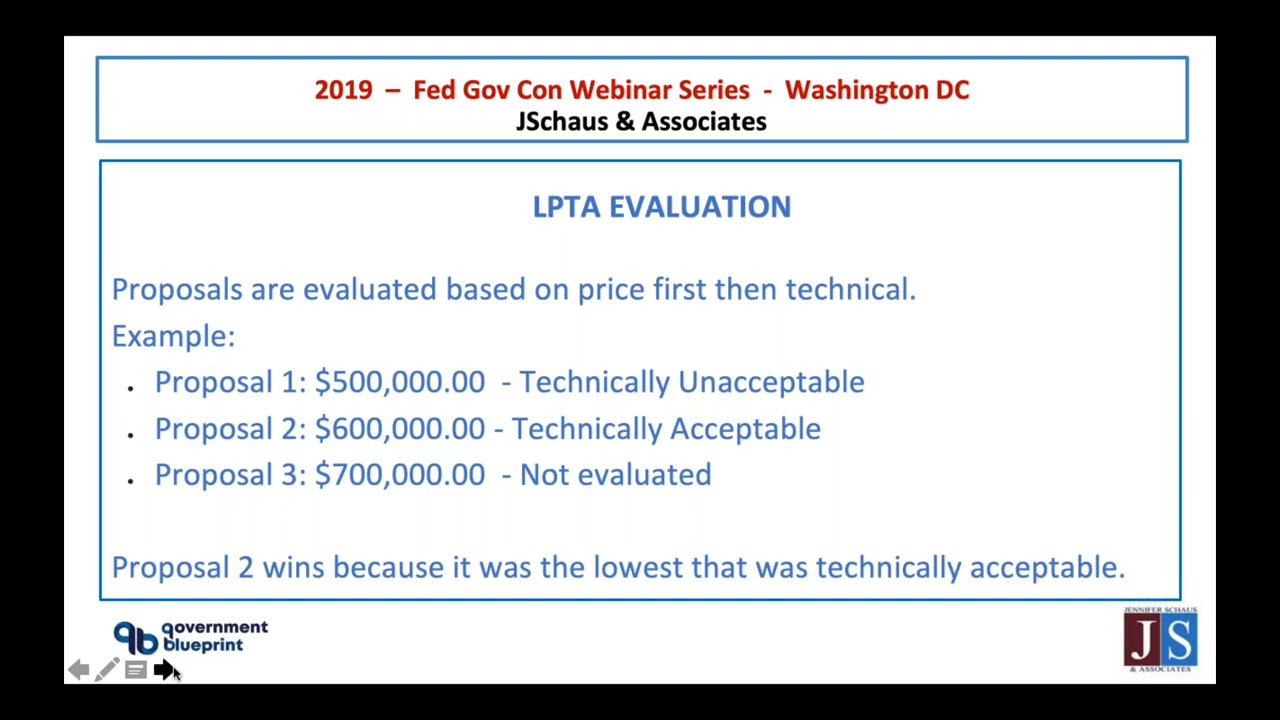 2019 – Fed Gov Con Webinar Series - Washington DC
JSchaus & Associates
LPTA EVALUATION
Proposals are evaluated based on price first then technical.
Example:
• Proposal 1: $500,000.00 - Technically Unacceptable
• Proposal 2: $600,000.00 - Technically Acceptable
• Proposal 3: $700,000.00 - Not evaluated
Proposal 2 wins because it was the lowest that was technically acceptable.
government
blueprint
JENNIFER SCHAUS
JS
& ASSOCIATES